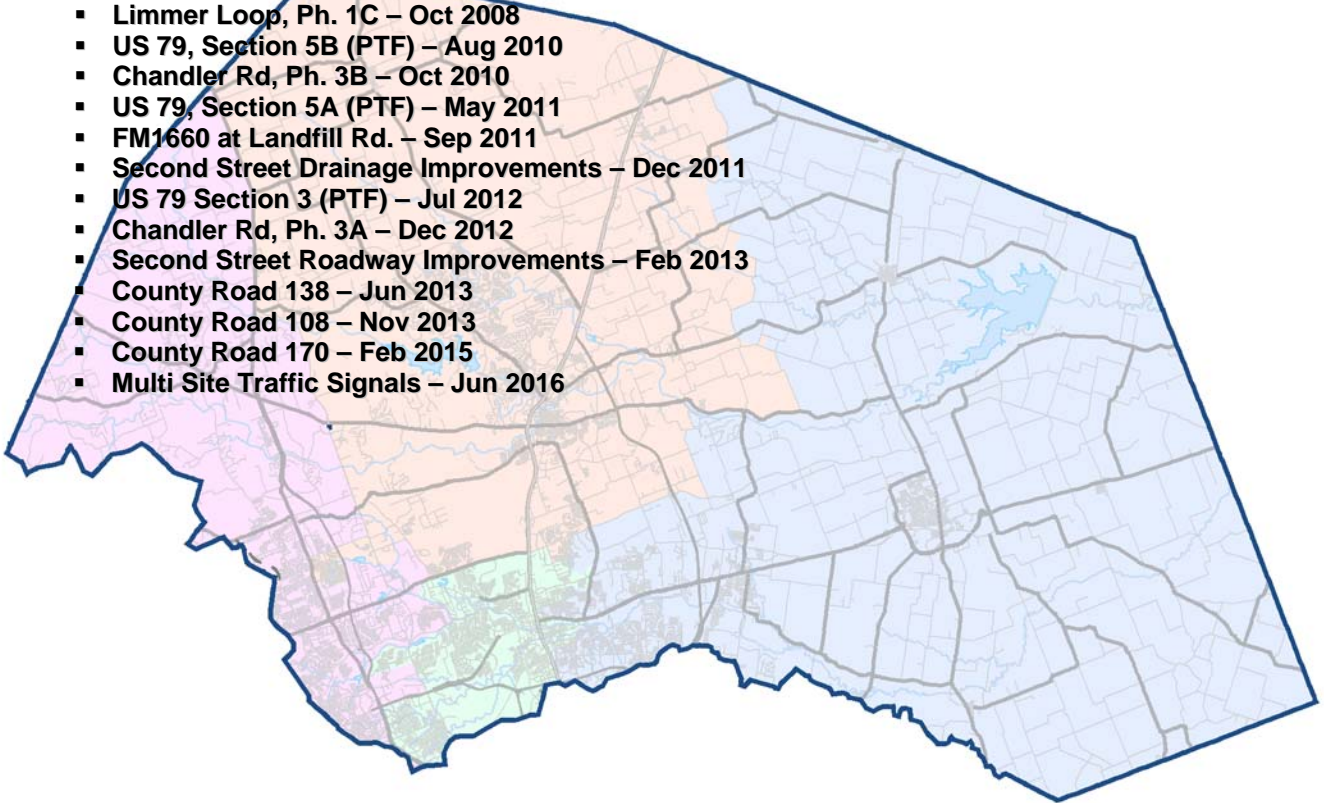 ▪ Limmer Loop, Ph. 1C – Oct 2008
▪ US 79, Section 5B (PTF) – Aug 2010
▪ Chandler Rd, Ph. 3B – Oct 2010
▪ US 79, Section 5A (PTF) – May 2011
▪ FM1660 at Landfill Rd. – Sep 2011
▪ Second Street Drainage Improvements – Dec 2011
▪ US 79 Section 3 (PTF) – Jul 2012
▪ Chandler Rd, Ph. 3A – Dec 2012
▪ Second Street Roadway Improvements – Feb 2013
▪ County Road 138 – Jun 2013
▪ County Road 108 – Nov 2013
▪ County Road 170 – Feb 2015
▪ Multi Site Traffic Signals – Jun 2016